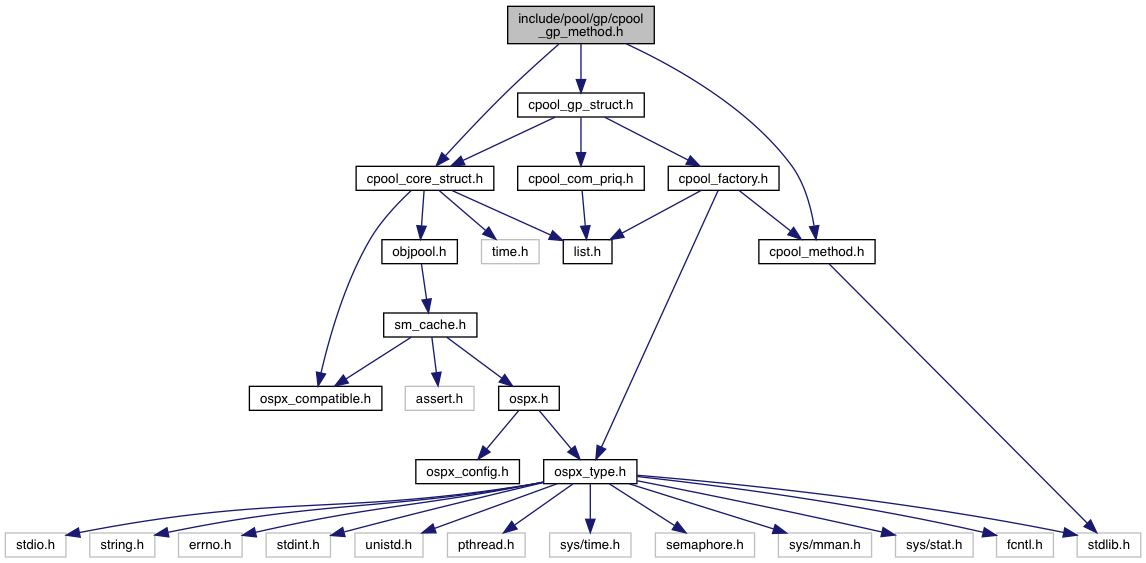 include/pool/gp/cpool
_gp_method.h
cpool_gp_struct.h
cpool_core_struct.h
cpool_com_priq.h
cpool_factory.h
objpool.h
time.h
list.h
cpool_method.h
sm_cache.h
ospx_compatible.h
assert.h
ospx.h
ospx_config.h
ospx_type.h
stdio.h
string.h
errno.h
stdint.h
unistd.h
pthread.h
sys/time.h
semaphore.h
sys/mman.h
sys/stat.h
fcntl.h
stdlib.h